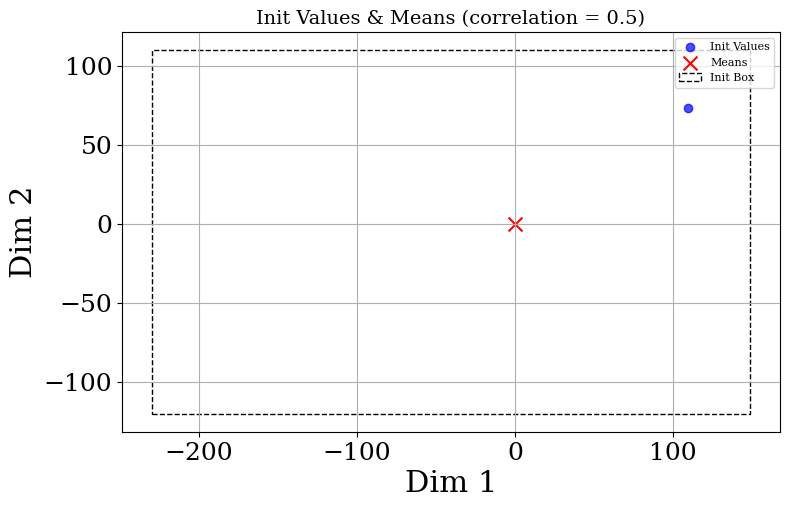 Init Values & Means (correlation = 0.5)
Init Values
Means
Init Box
100
50
0
−50
−100
Dim 2
−200
−100
0
100
Dim 1